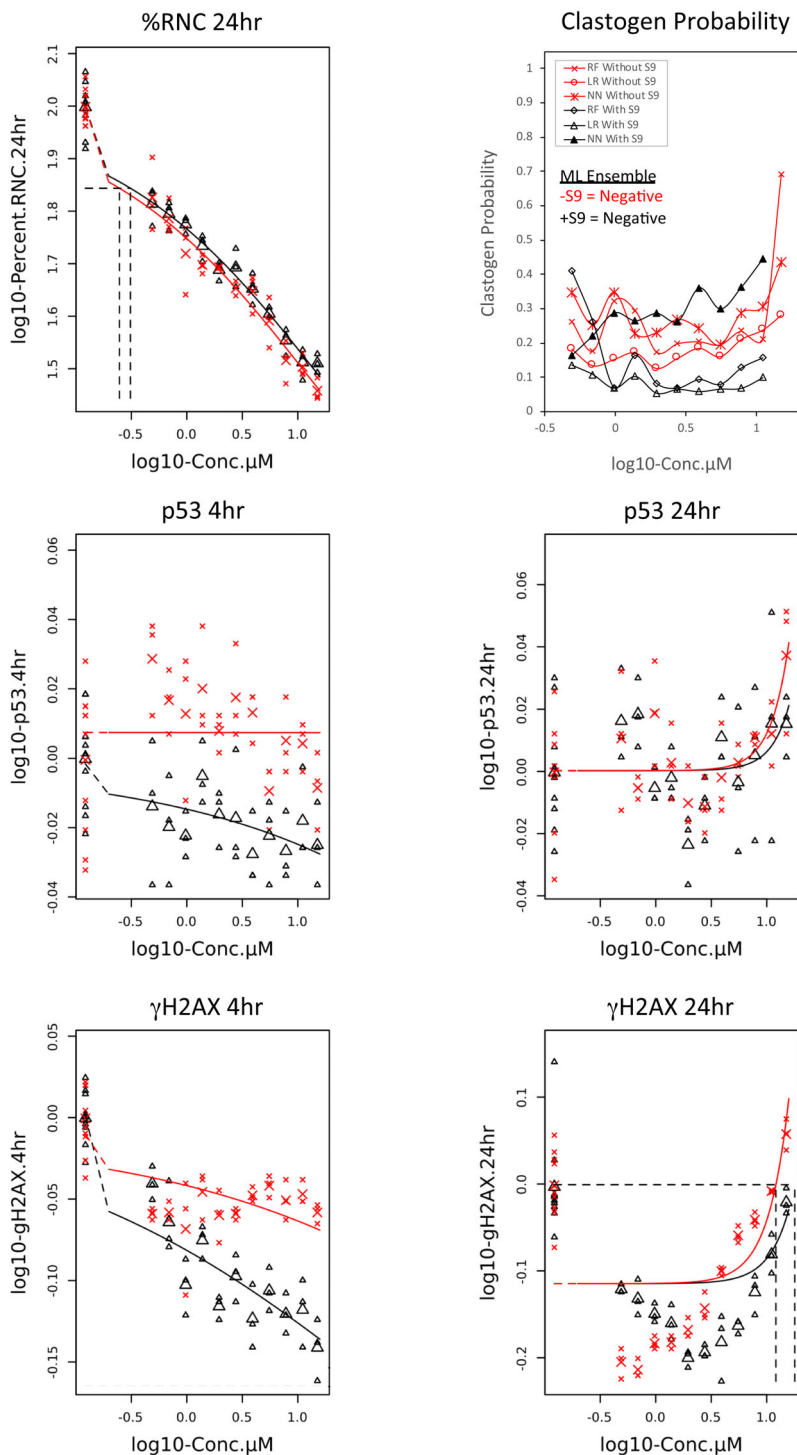 %RNC 24hr
log10-Percent.RNC.24hr
2.1
2.0
1.9
1.8
1.7
1.6
1.5
-0.5
0.0
0.5
1.0
log10-Conc.µM
Clastogen Probability
Clastogen Probability
1
0.9
0.8
0.7
0.6
0.5
0.4
0.3
0.2
0.1
0
RF Without S9
LR Without S9
NN Without S9
RF With S9
LR With S9
NN With S9
ML Ensemble
-S9 = Negative
+S9 = Negative
-0.5
0
0.5
1
log10-Conc.µM
p53 4hr
log10-p53.4hr
0.06
0.04
0.02
0.00
-0.02
-0.04
-0.5
0.0
0.5
1.0
log10-Conc.µM
p53 24hr
log10-p53.24hr
0.06
0.04
0.02
0.00
-0.02
-0.04
-0.5
0.0
0.5
1.0
log10-Conc.µM
γH2AX 4hr
log10-gH2AX.4hr
0.05
0.00
-0.05
-0.10
-0.15
-0.5
0.0
0.5
1.0
log10-Conc.µM
γH2AX 24hr
log10-gH2AX.24hr
0.1
0.0
-0.1
-0.2
-0.5
0.0
0.5
1.0
log10-Conc.µM